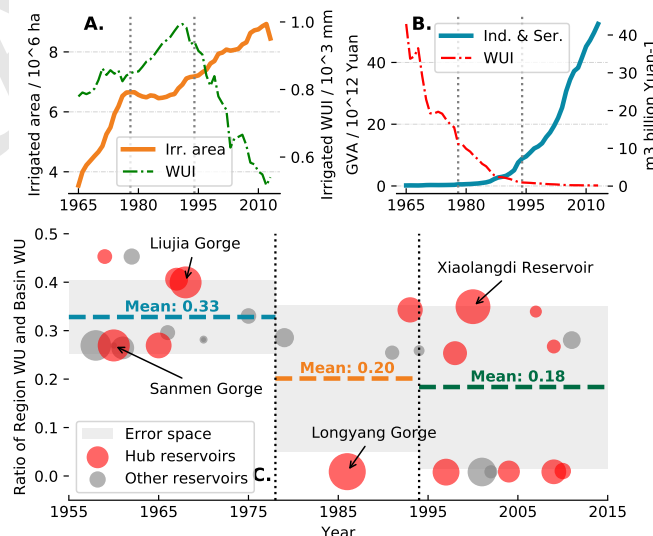 A.
Irrigated area / 10^6 ha
8
6
4
1.0
0.8
0.6
Irrigated WUI / 10^3 mm
Irr. area
WUI
1965 1980 1995 2010
B.
GVA / 10^12 Yuan
40
20
0
40
30
20
10
0
m3 billion Yuan-1
Ind. & Ser.
WUI
1965 1980 1995 2010
Ratio of Region WU and Basin WU
0.5
0.4
0.3
0.2
0.1
0.0
Liujia Gorge
Xiaolangdi Reservoir
Mean: 0.33
Mean: 0.20
Mean: 0.18
Sanmen Gorge
Longyang Gorge
Error space
Hub reservoirs
Other reservoirs
C.
1955 1965 1975 1985 1995 2005 2015
Year